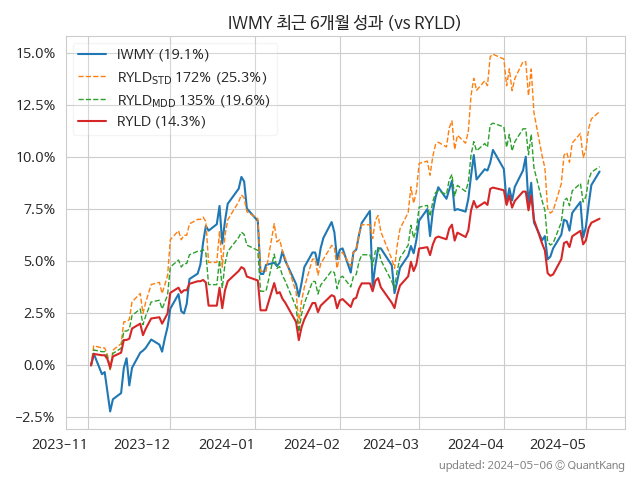 IWMY 최근 6개월 성과 (vs RYLD)
IWMY (19.1%)
RYLD_STD 172% (25.3%)
RYLD_MDD 135% (19.6%)
RYLD (14.3%)
15.0%
12.5%
10.0%
7.5%
5.0%
2.5%
0.0%
−2.5%
2023-11 2023-12 2024-01 2024-02 2024-03 2024-04 2024-05
updated: 2024-05-06 © QuantKang